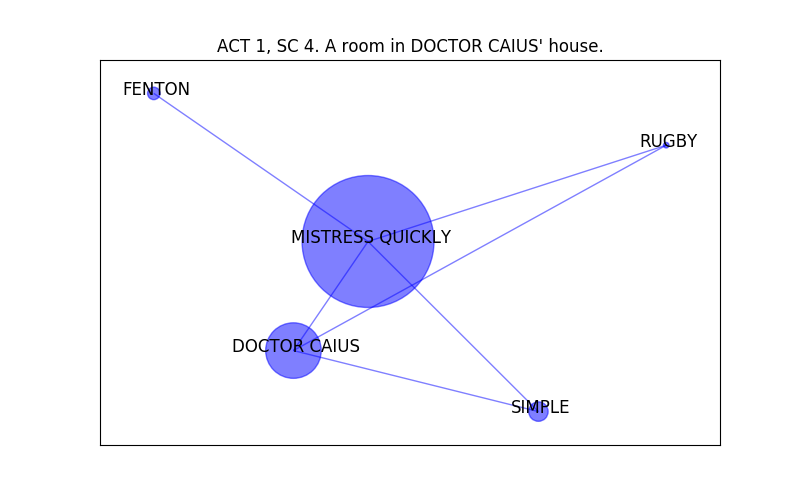 ACT 1, SC 4. A room in DOCTOR CAIUS' house.
FENTON
RUGBY
MISTRESS QUICKLY
DOCTOR CAIUS
SIMPLE